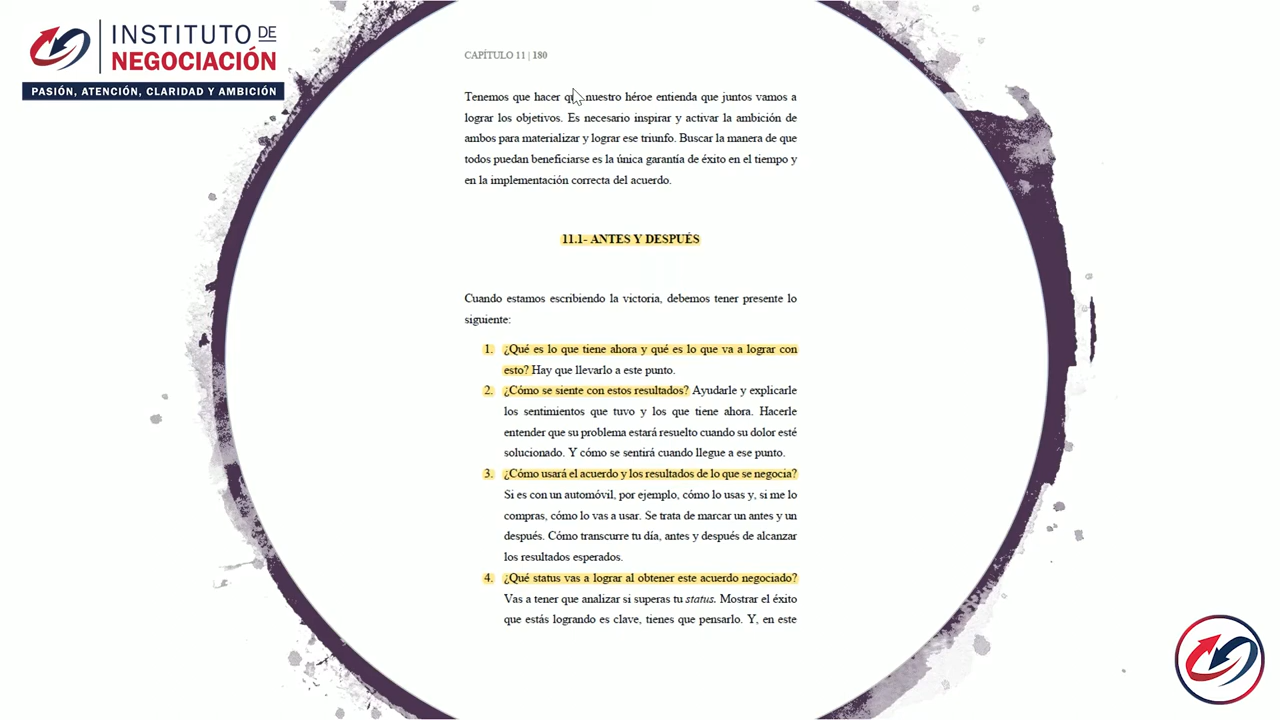 INSTITUTO DE
NEGOCIACIÓN
PASIÓN, ATENCIÓN, CLARIDAD Y AMBICIÓN
CAPÍTULO 11 | 180
Tenemos que hacer que nuestro héroe entienda que juntos vamos a
lograr los objetivos. Es necesario inspirar y activar la ambición de
ambos para materializar y lograr ese triunfo. Buscar la manera de que
todos puedan beneficiarse es la única garantía de éxito en el tiempo y
en la implementación correcta del acuerdo.
11.1- ANTES Y DESPUÉS
Cuando estamos escribiendo la victoria, debemos tener presente lo
siguiente:
1. ¿Qué es lo que tiene ahora y qué es lo que va a lograr con
esto? Hay que llevarlo a este punto.
2. ¿Cómo se siente con estos resultados? Ayudarle y explicarle
los sentimientos que tuvo y los que tiene ahora. Hacerle
entender que su problema estará resuelto cuando su dolor esté
solucionado. Y cómo se sentirá cuando llegue a ese punto.
3. ¿Cómo usará el acuerdo y los resultados de lo que se negocia?
Si es con un automóvil, por ejemplo, cómo lo usas y, si me lo
compras, cómo lo vas a usar. Se trata de marcar un antes y un
después. Cómo transcurre tu día, antes y después de alcanzar
los resultados esperados.
4. ¿Qué status vas a lograr al obtener este acuerdo negociado?
Vas a tener que analizar si superas tu status. Mostrar el éxito
que estás logrando es clave, tienes que pensarlo. Y, en este